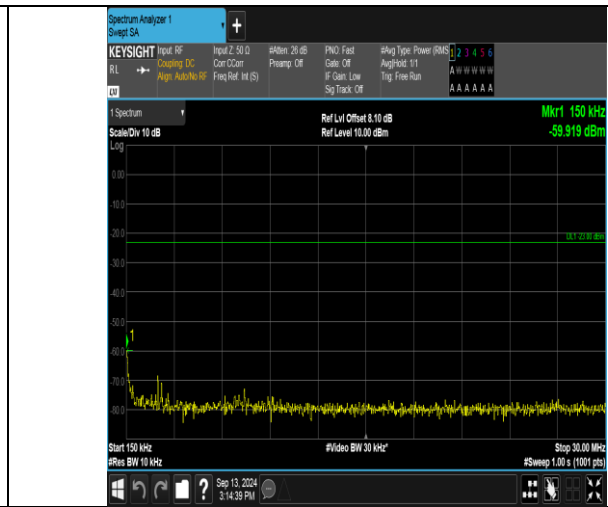 Spectrum Analyzer 1
Swept SA
+
KEYSIGHT Input: RF Input Z: 50 Ω #Atten: 26 dB PNO: Fast #Avg Type: Power (RMS 1 2 3 4 5 6
RL Coupling: DC Corr CCorr Preamp: Off Gate: Off Avg|Hold: 1/1 A W W W W W
Align: Auto/No RF Freq Ref: Int (S) IF Gain: Low Trig: Free Run
Sig Track: Off A A A A A A
LXI
1 Spectrum Ref Lvl Offset 8.10 dB Mkr1 150 kHz
Scale/Div 10 dB Ref Level 10.00 dBm -59.919 dBm
Log
0.00
-10.0
-20.0
DL1 -23.00 dBm
-30.0
-40.0
-50.0
1
-60.0
-70.0
-80.0
Start 150 kHz #Video BW 30 kHz* Stop 30.00 MHz
#Res BW 10 kHz #Sweep 1.00 s (1001 pts)
? Sep 13, 2024
3:14:39 PM